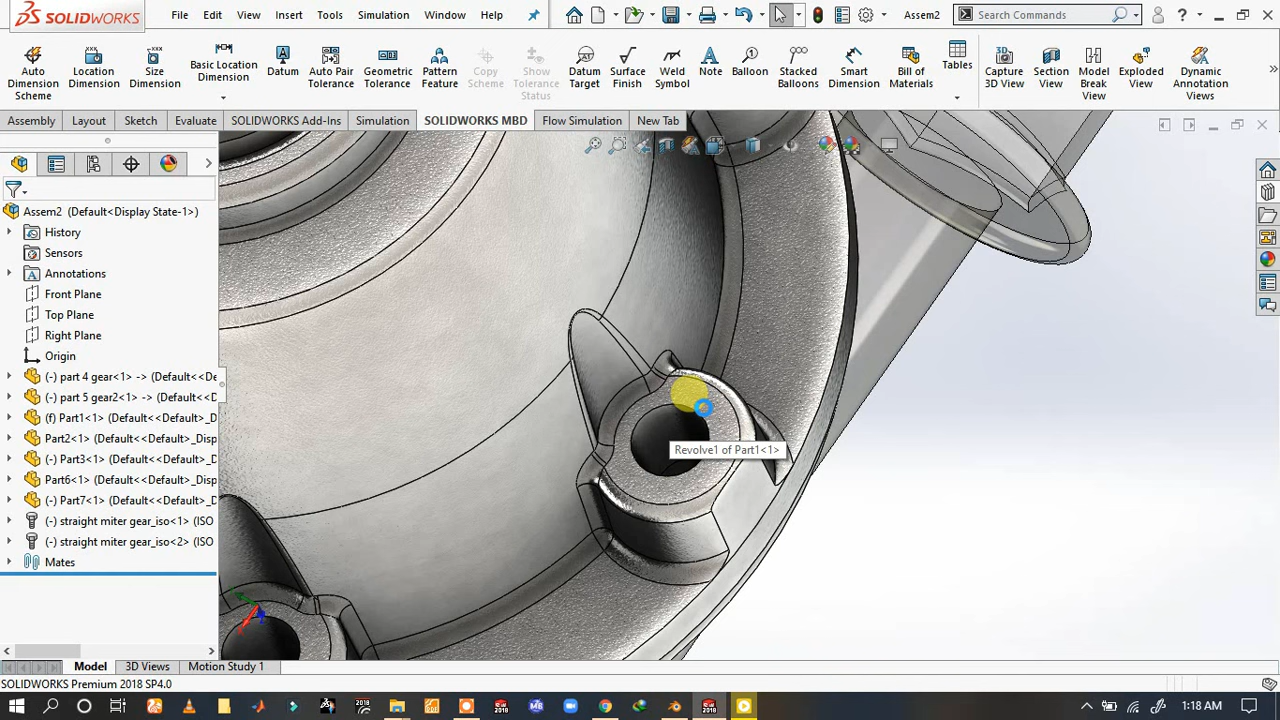 SOLIDWORKS File Edit View Insert Tools Simulation Window Help Assem2 Search Commands ?
Auto Dimension Scheme
Location Dimension
Size Dimension
Basic Location Dimension
Datum
Auto Pair Tolerance
Geometric Tolerance
Pattern Feature
Copy Scheme
Show Tolerance Status
Datum Target
Surface Finish
Weld Symbol
Note
Balloon
Stacked Balloons
Smart Dimension
Bill of Materials
Tables
Capture 3D View
Section View
Model Break View
Exploded View
Dynamic Annotation Views
Assembly Layout Sketch Evaluate SOLIDWORKS Add-Ins Simulation SOLIDWORKS MBD Flow Simulation New Tab
Assem2 (Default<Display State-1>)
History
Sensors
Annotations
Front Plane
Top Plane
Right Plane
Origin
(-) part 4 gear<1> -> (Default<<De
(-) part 5 gear2<1> -> (Default<<D
(f) Part1<1> (Default<<Default>_D
Part2<1> (Default<<Default>_Disp
(-) Part3<1> (Default<<Default>_D
Part6<1> (Default<<Default>_Disp
(-) Part7<1> (Default<<Default>_D
(-) straight miter gear_iso<1> (ISO
(-) straight miter gear_iso<2> (ISO
Mates
Revolve1 of Part1<1>
Model 3D Views Motion Study 1
SOLIDWORKS Premium 2018 SP4.0
1:18 AM